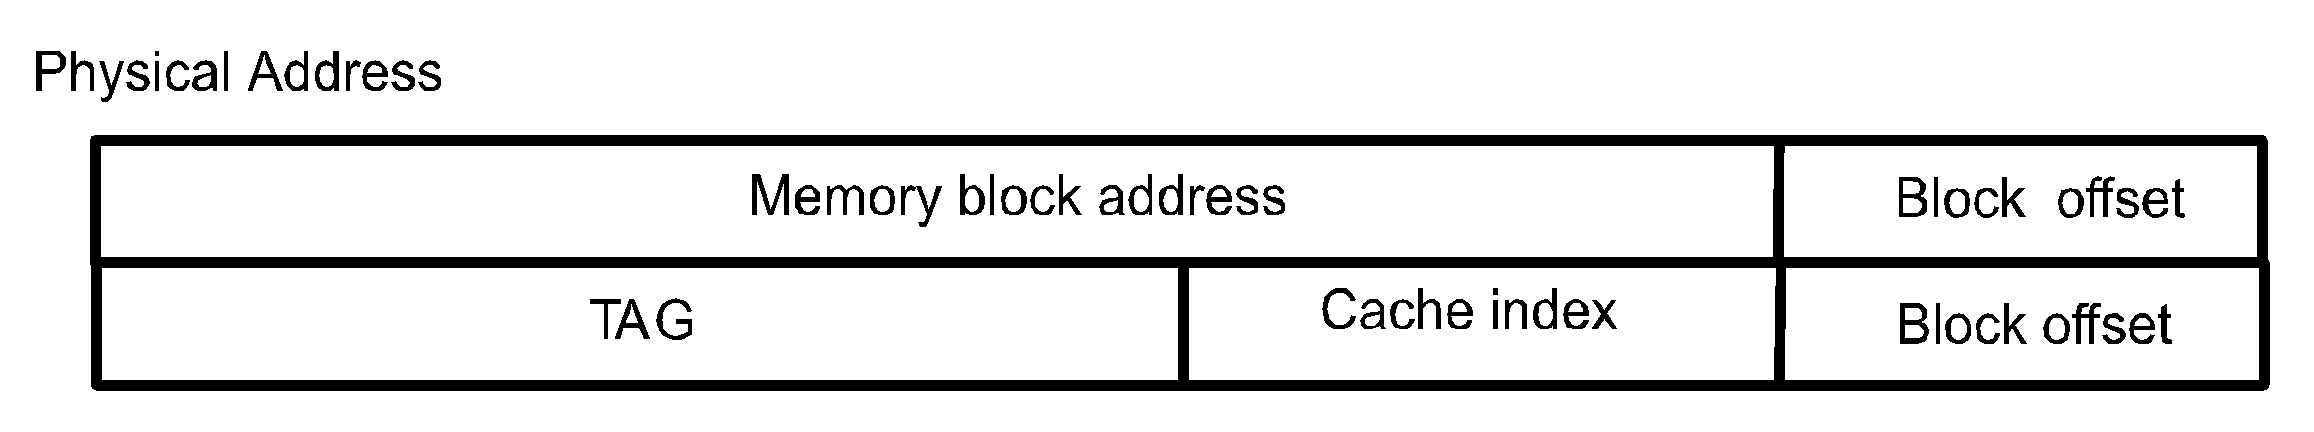 Physical Address
Memory block address
Block offset
TAG
Cache index
Block offset